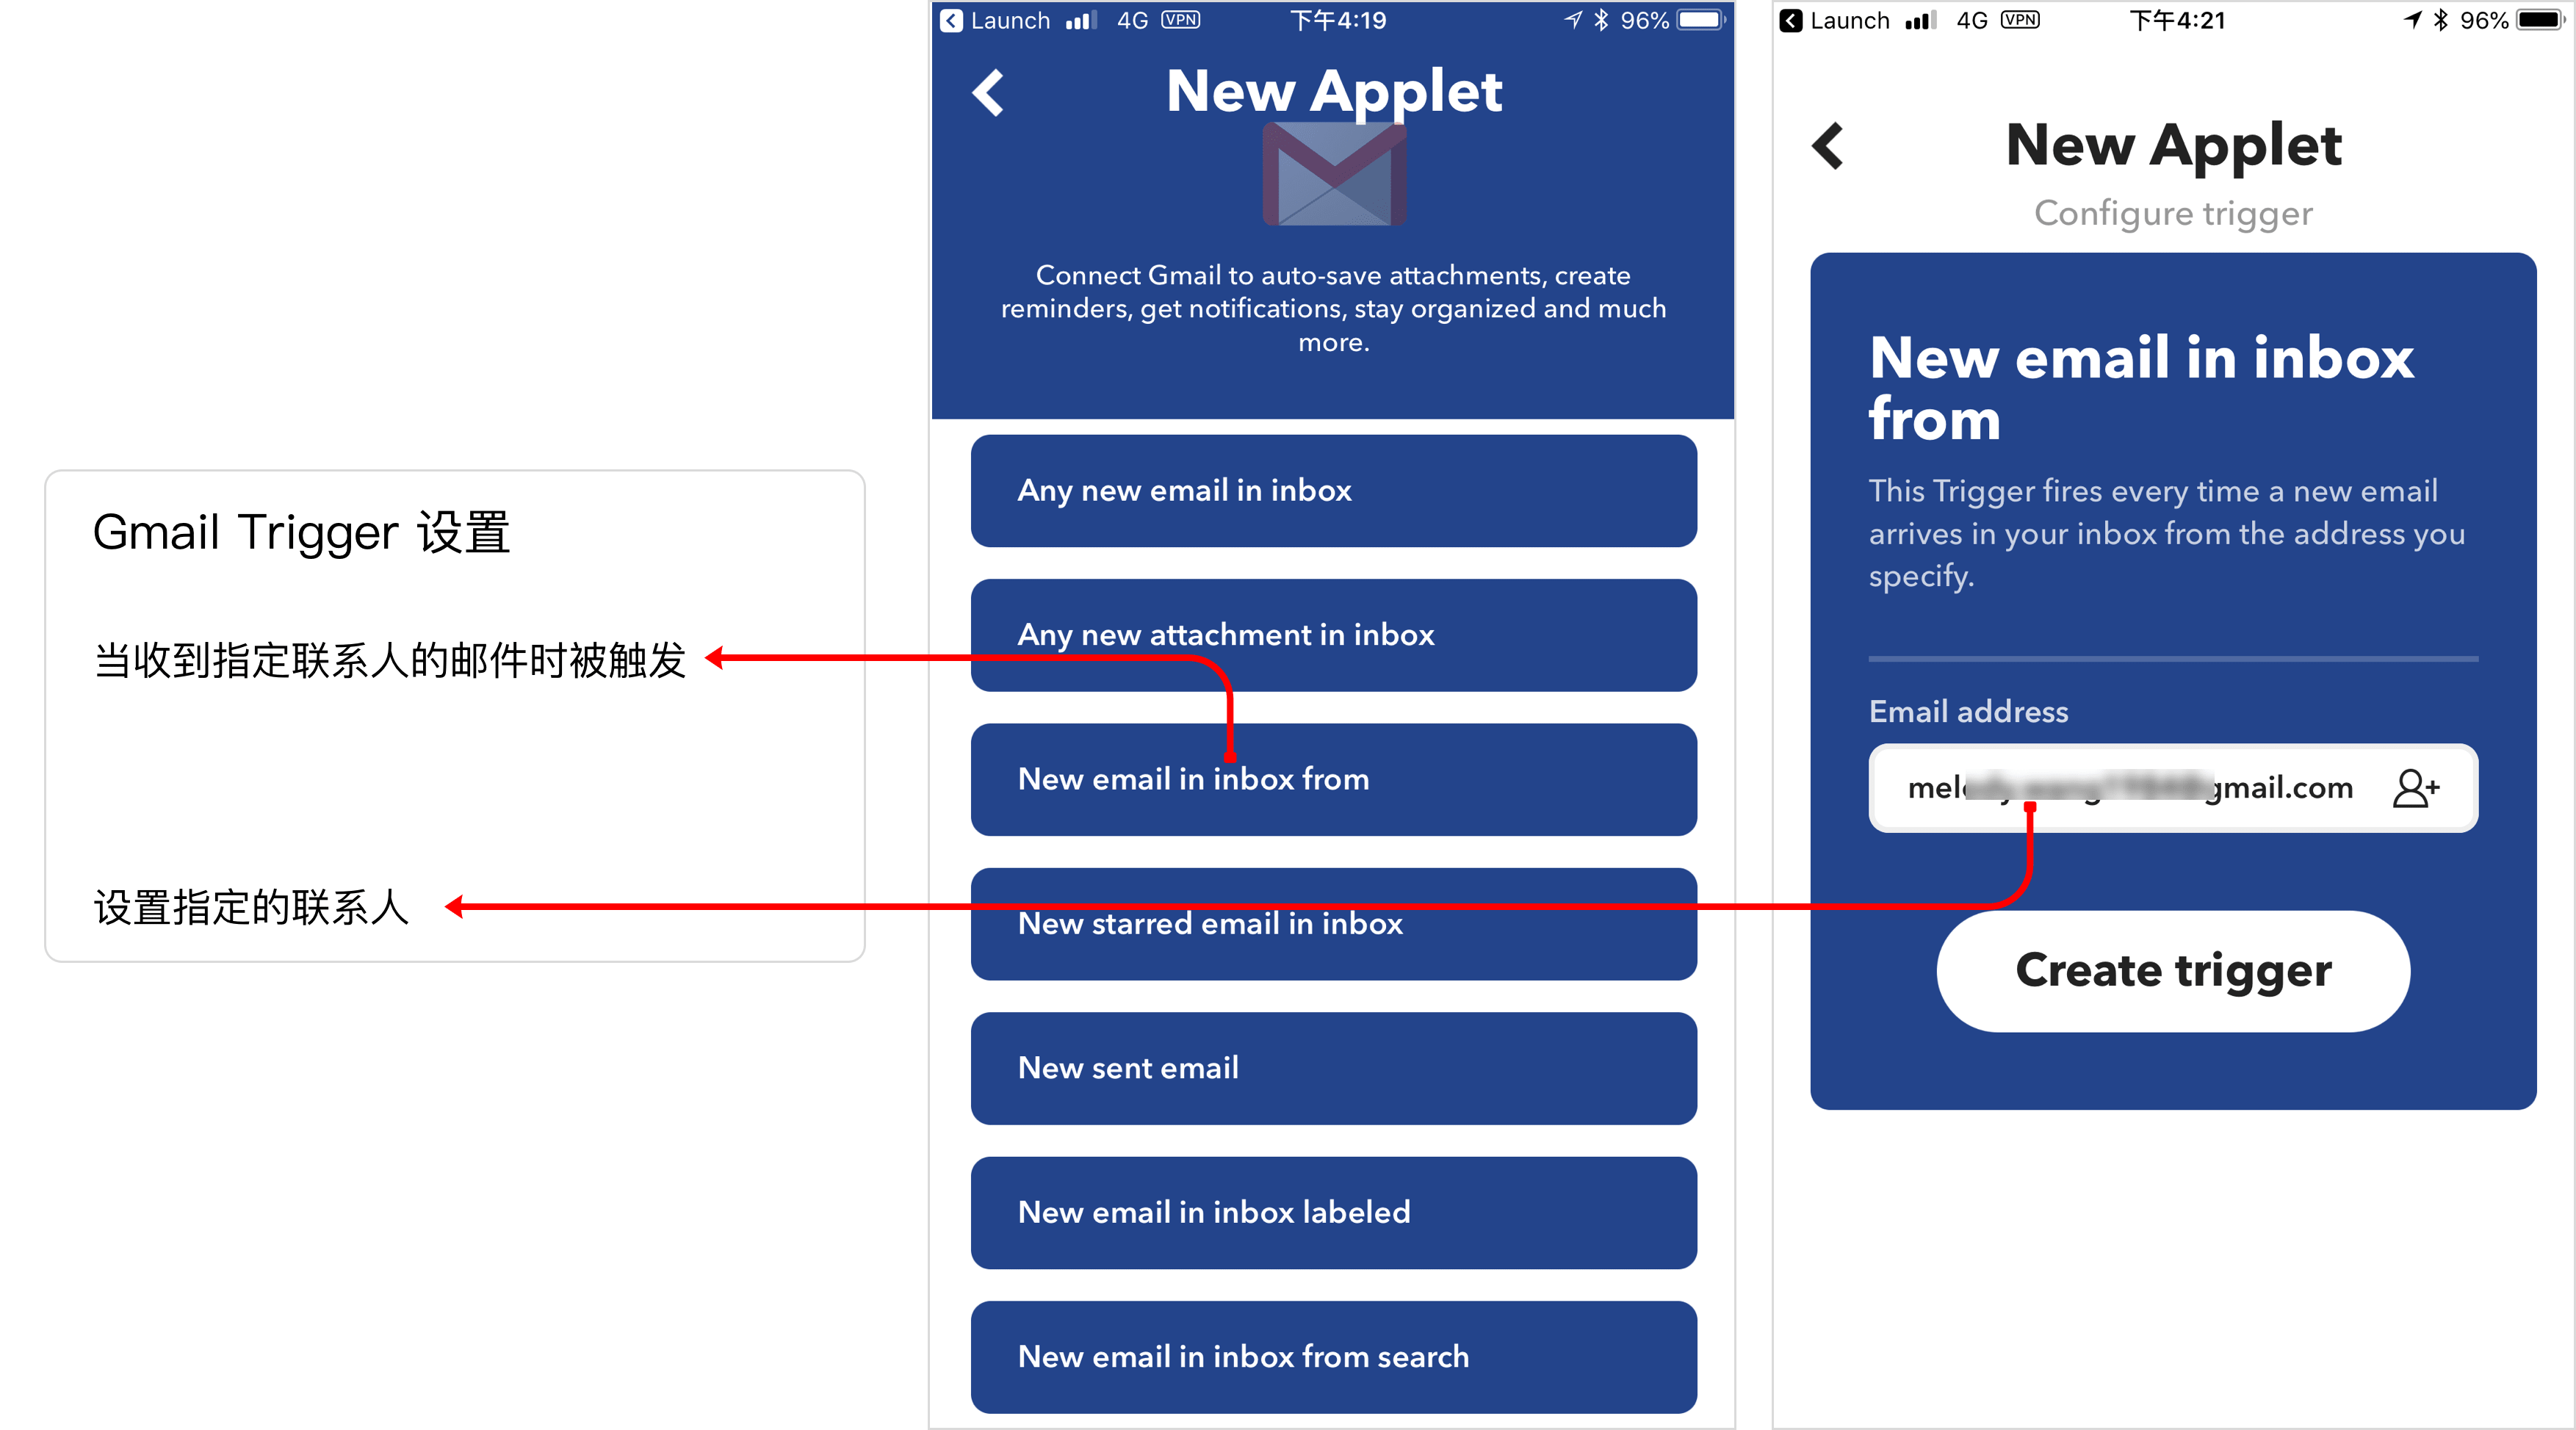 Gmail Trigger 设置
当收到指定联系人的邮件时被触发
设置指定的联系人
Launch 4G VPN 下午4:19 96%
New Applet
Connect Gmail to auto-save attachments, create
reminders, get notifications, stay organized and much
more.
Any new email in inbox
Any new attachment in inbox
New email in inbox from
New starred email in inbox
New sent email
New email in inbox labeled
New email in inbox from search
Launch 4G VPN 下午4:21 96%
New Applet
Configure trigger
New email in inbox
from
This Trigger fires every time a new email
arrives in your inbox from the address you
specify.
Email address
gmail.com
Create trigger